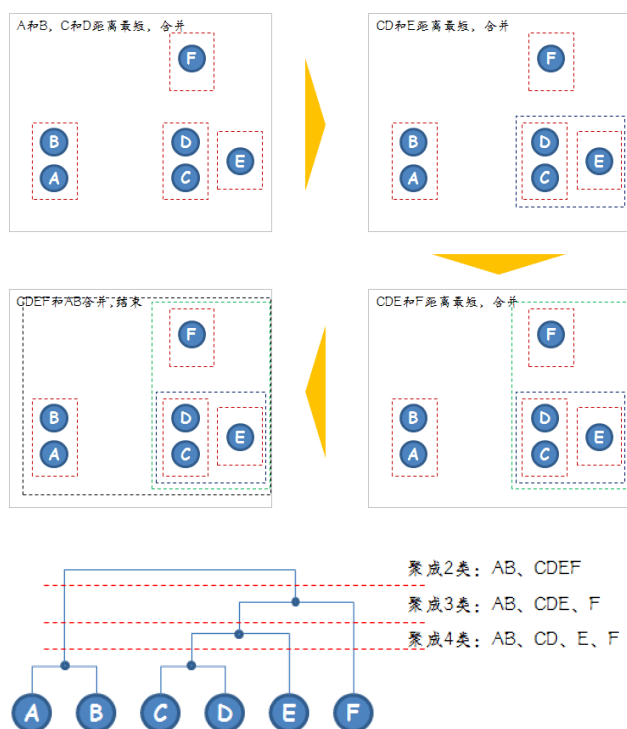 A和B，C和D距离最短，合并
F
B
D
E
A
C
CD和E距离最短，合并
F
B
D
E
A
C
CDEF和AB合并,结束
F
B
D
E
A
C
CDE和F距离最短，合并
F
B
D
E
A
C
聚成2类：AB、CDEF
聚成3类：AB、CDE、F
聚成4类：AB、CD、E、F
A B C D E F